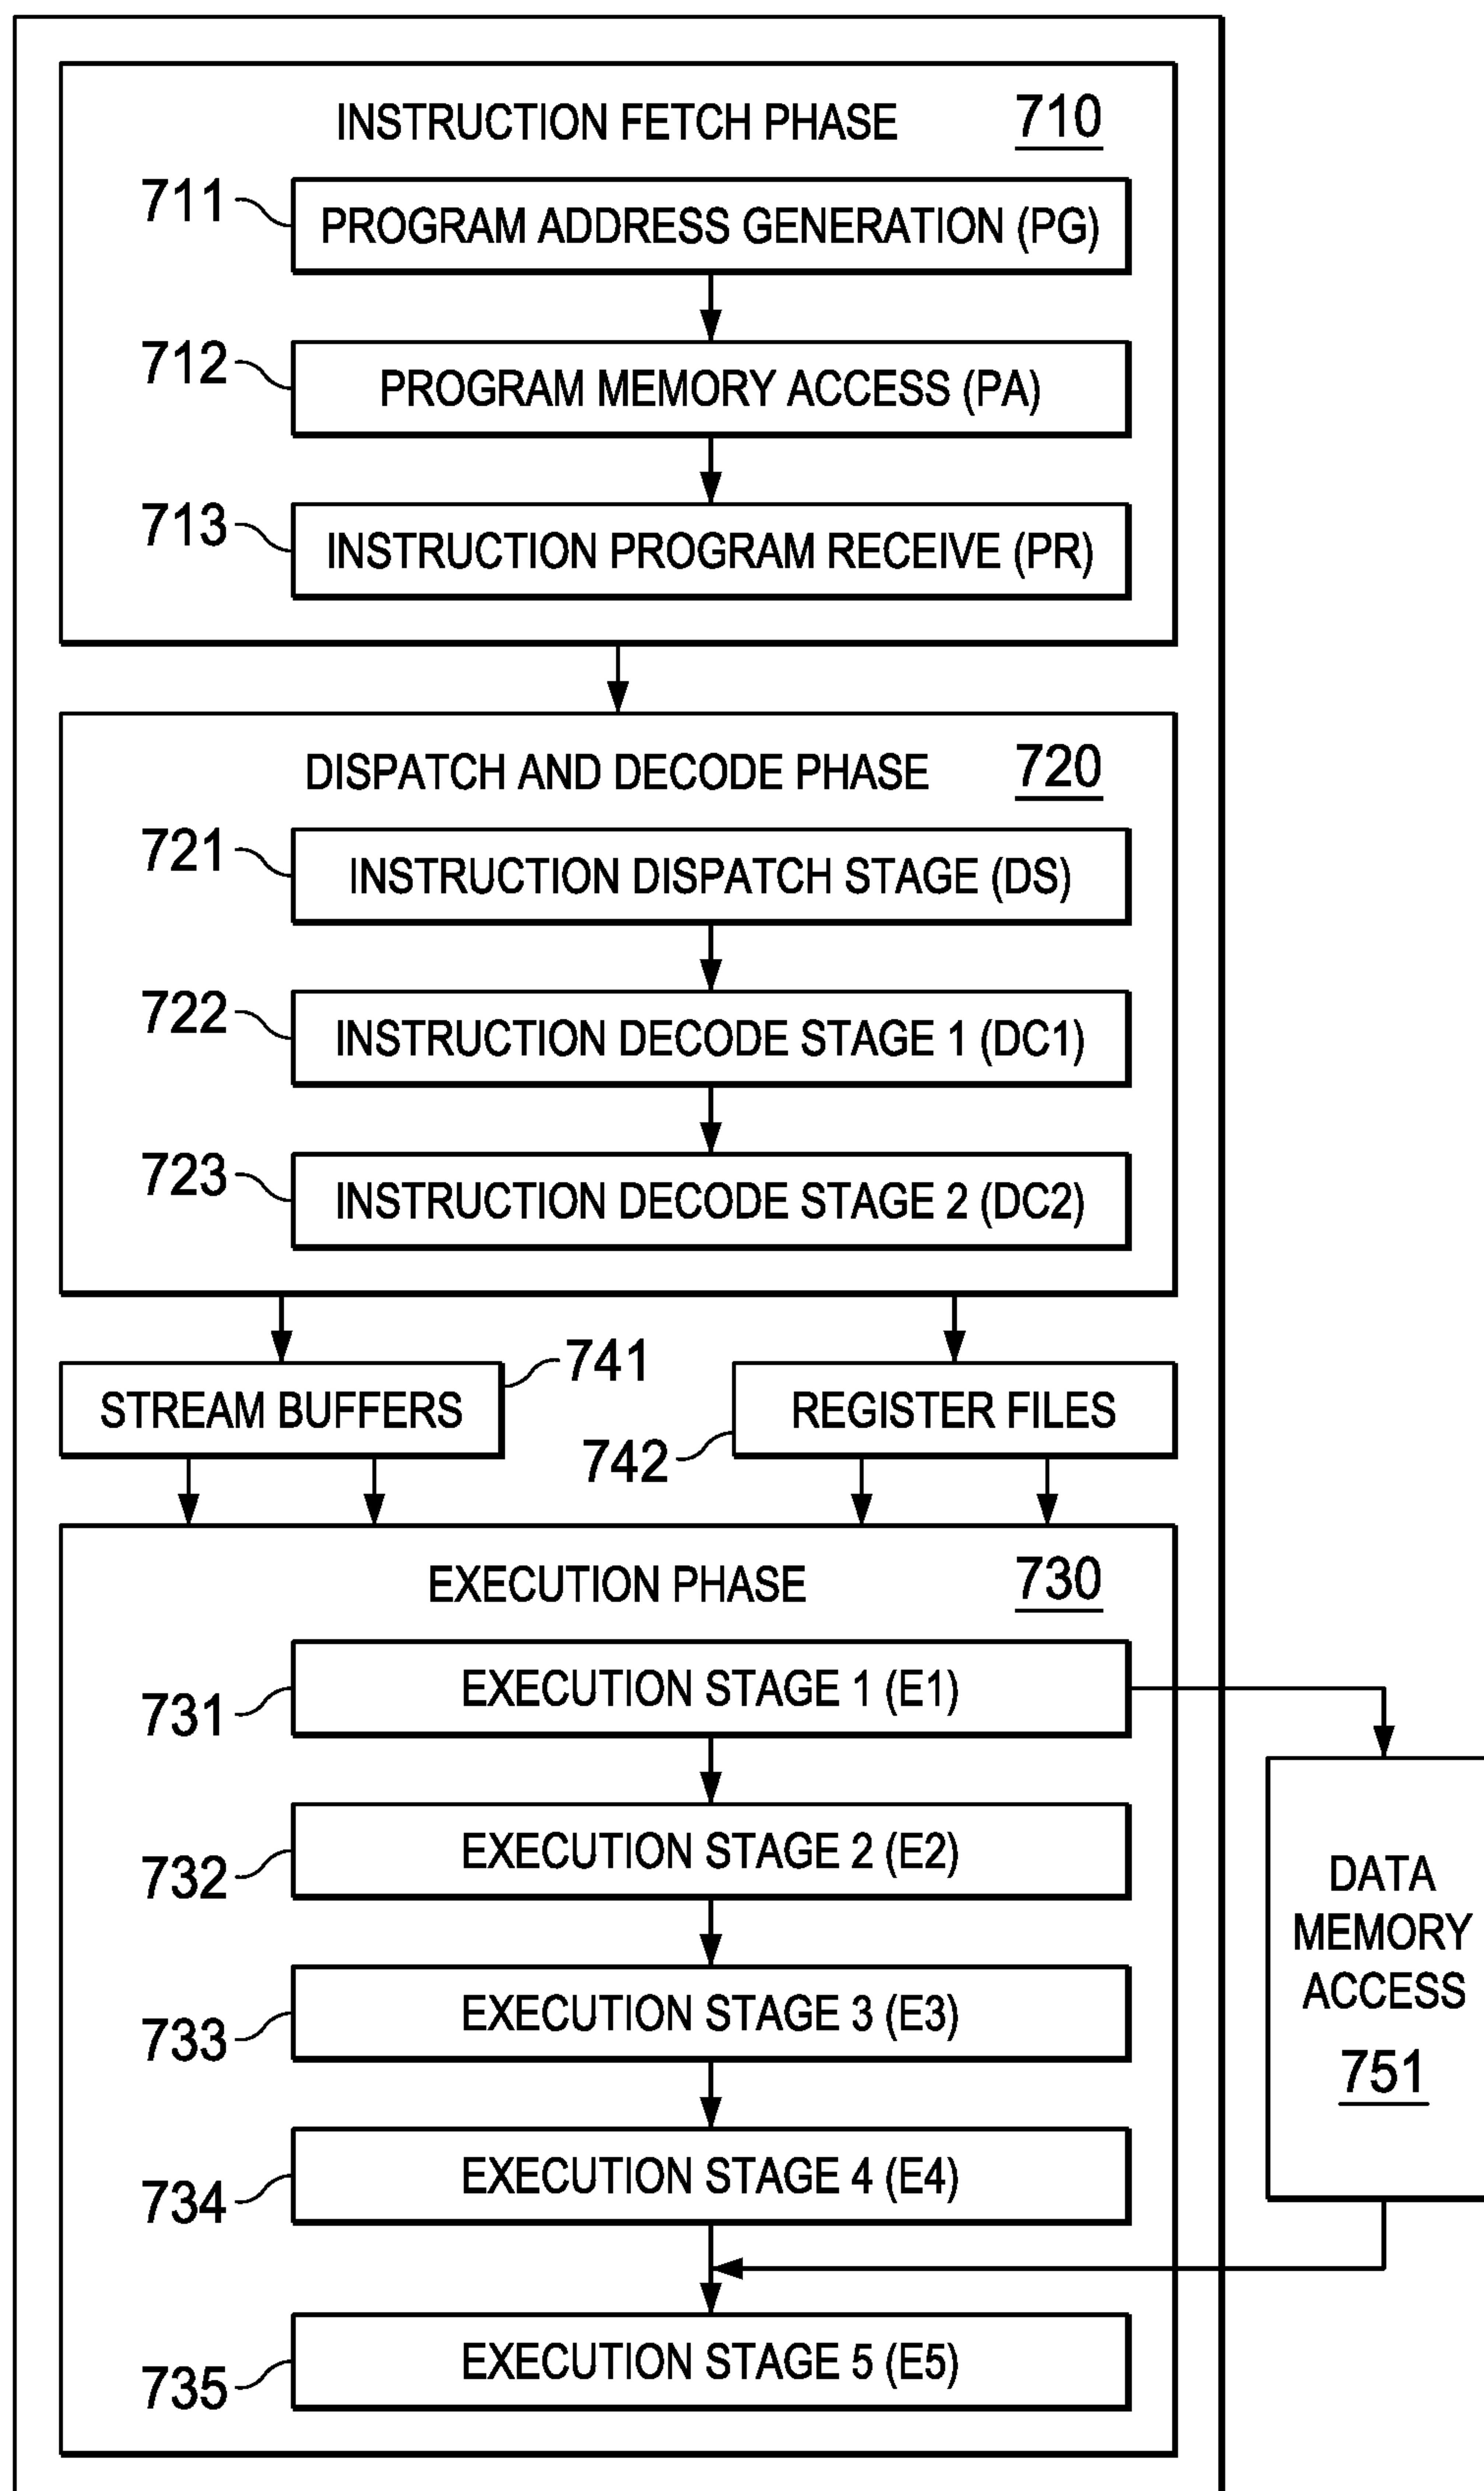 INSTRUCTION FETCH PHASE 710
711 PROGRAM ADDRESS GENERATION (PG)
712 PROGRAM MEMORY ACCESS (PA)
713 INSTRUCTION PROGRAM RECEIVE (PR)
DISPATCH AND DECODE PHASE 720
721 INSTRUCTION DISPATCH STAGE (DS)
722 INSTRUCTION DECODE STAGE 1 (DC1)
723 INSTRUCTION DECODE STAGE 2 (DC2)
STREAM BUFFERS 741
742 REGISTER FILES
EXECUTION PHASE 730
731 EXECUTION STAGE 1 (E1)
732 EXECUTION STAGE 2 (E2)
733 EXECUTION STAGE 3 (E3)
734 EXECUTION STAGE 4 (E4)
735 EXECUTION STAGE 5 (E5)
DATA
MEMORY
ACCESS
751